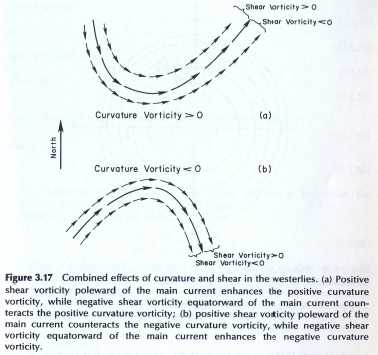 Shear Vorticity > 0
Shear Vorticity < 0
Curvature Vorticity > 0
(a)
North
Curvature Vorticity < 0
(b)
Shear Vorticity > 0
Shear Vorticity < 0
Figure 3.17 Combined effects of curvature and shear in the westerlies. (a) Positive
shear vorticity poleward of the main current enhances the positive curvature
vorticity, while negative shear vorticity equatorward of the main current coun-
teracts the positive curvature vorticity; (b) positive shear vorticity poleward of the
main current counteracts the negative curvature vorticity, while negative shear
vorticity equatorward of the main current enhances the negative curvature
vorticity.